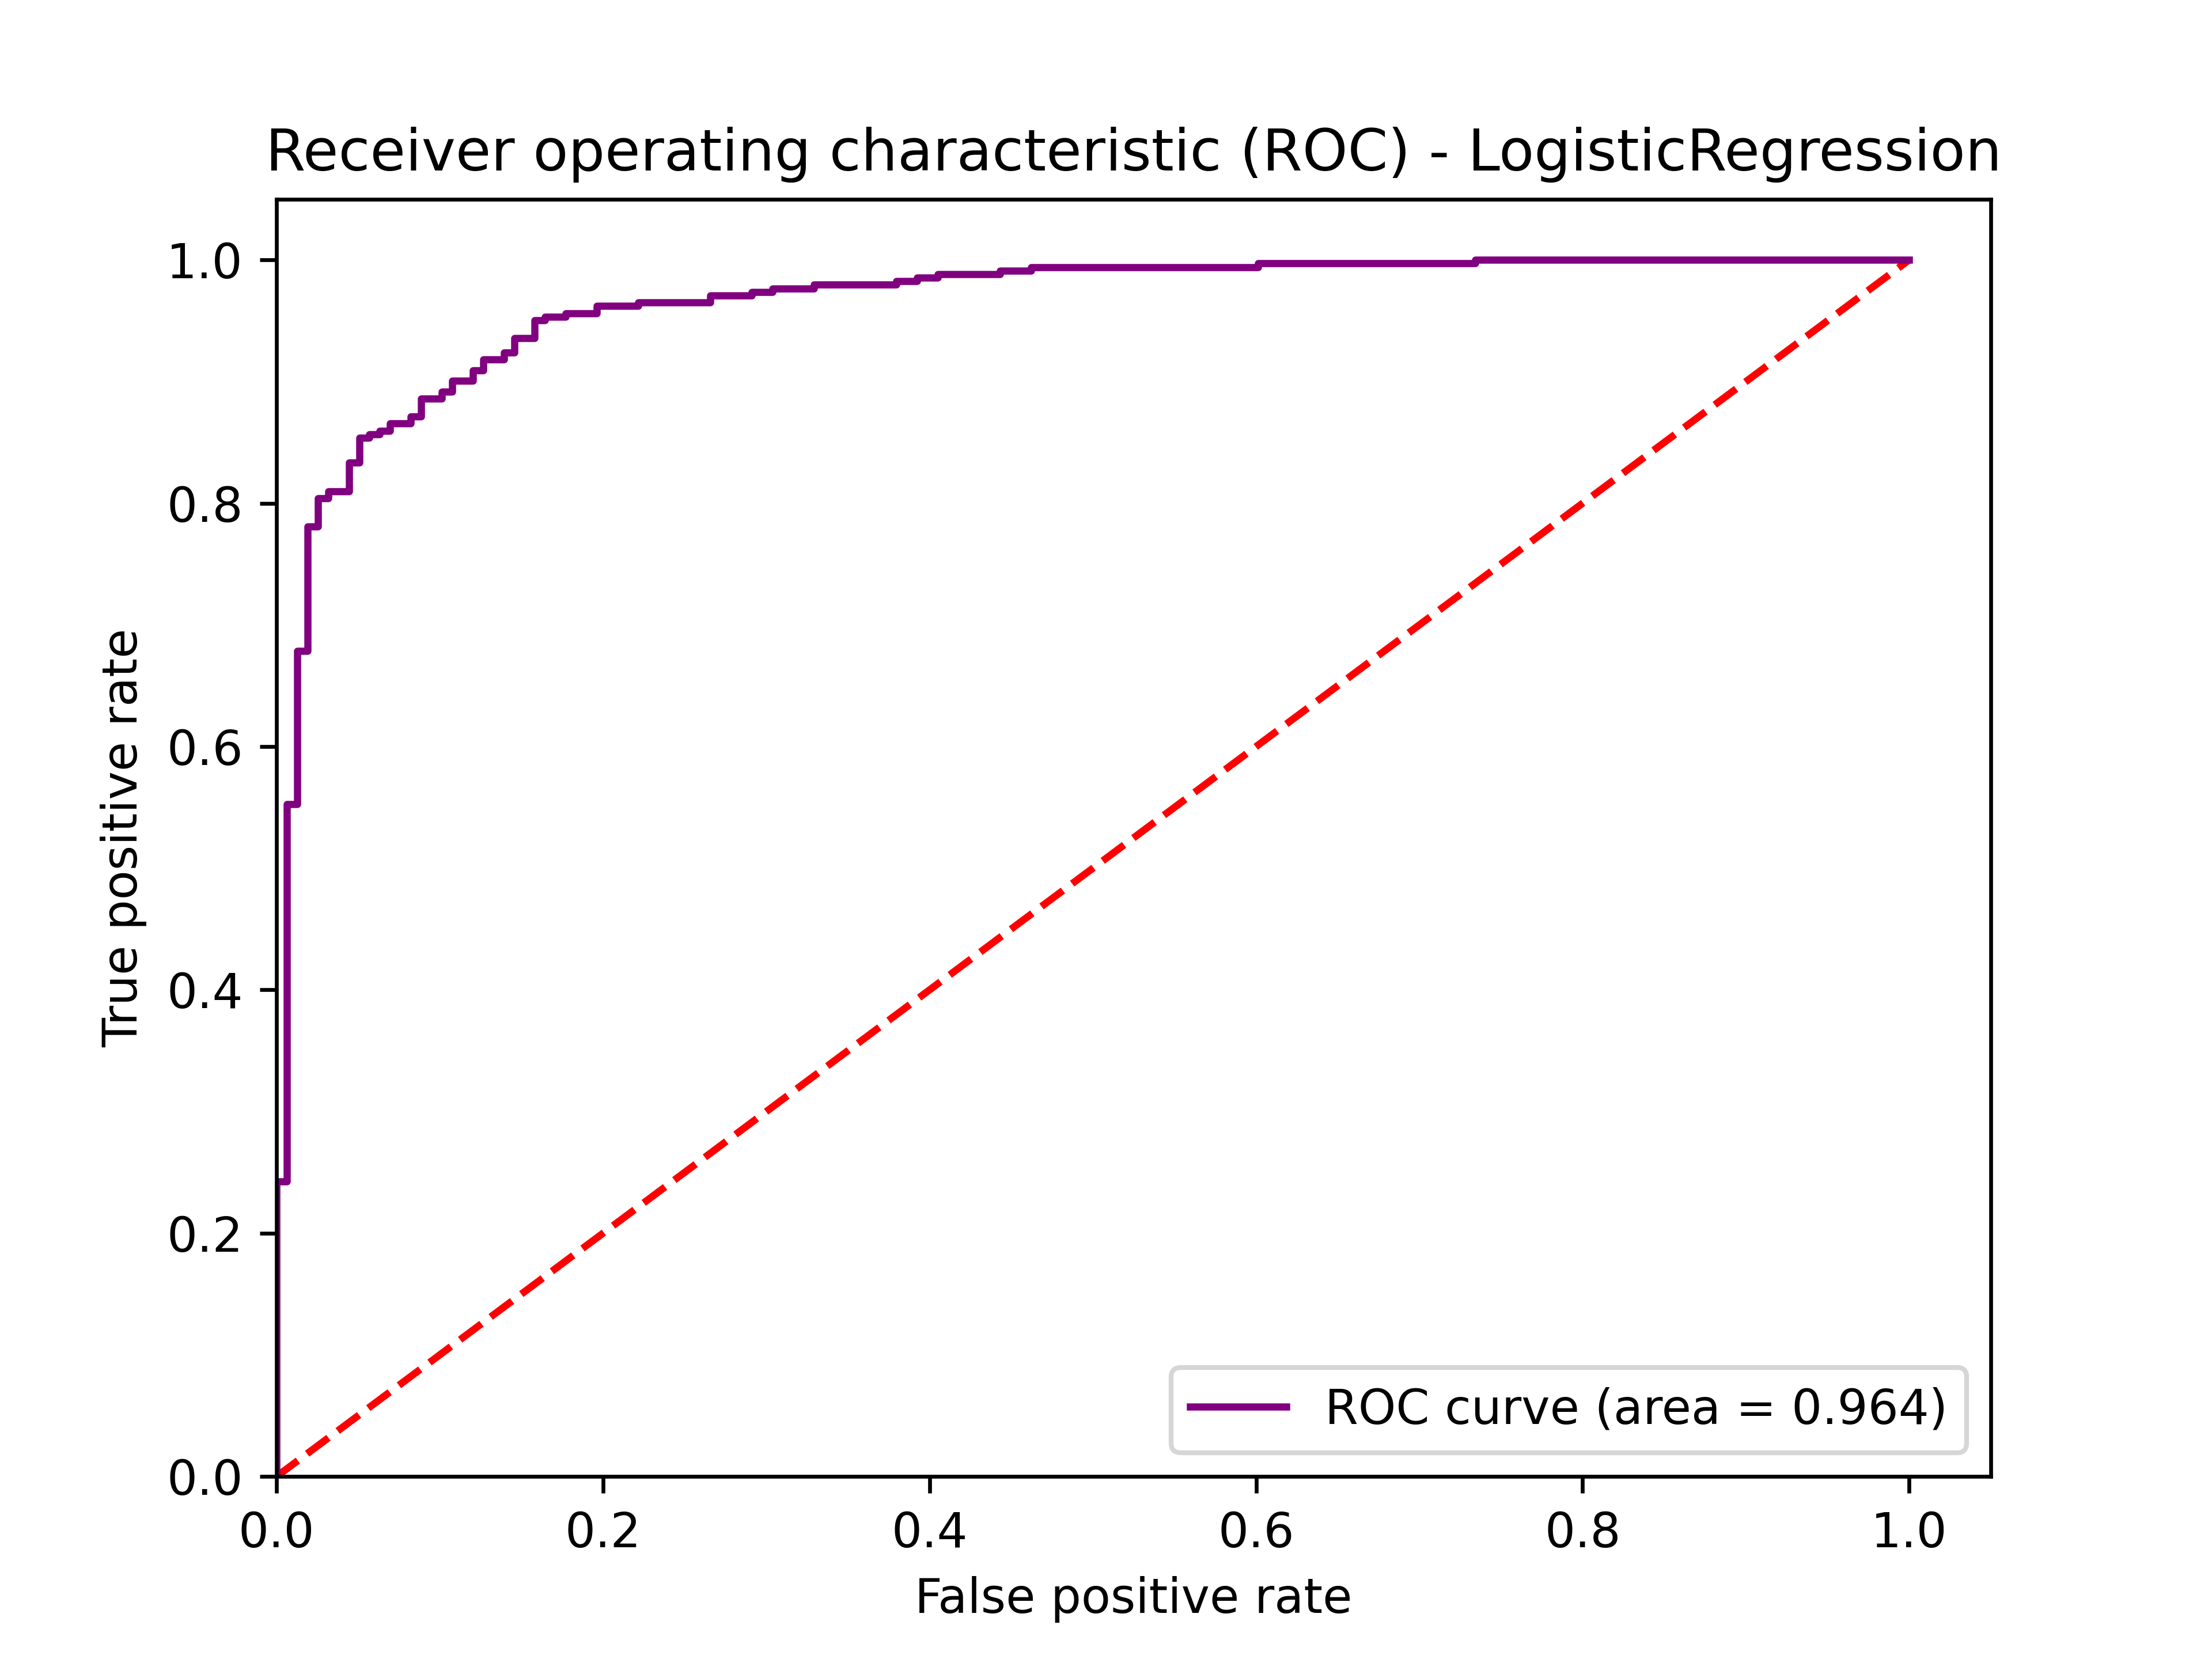 Receiver operating characteristic (ROC) - LogisticRegression
1.0
0.8
0.6
0.4
0.2
0.0
True positive rate
ROC curve (area = 0.964)
0.0 0.2 0.4 0.6 0.8 1.0
False positive rate